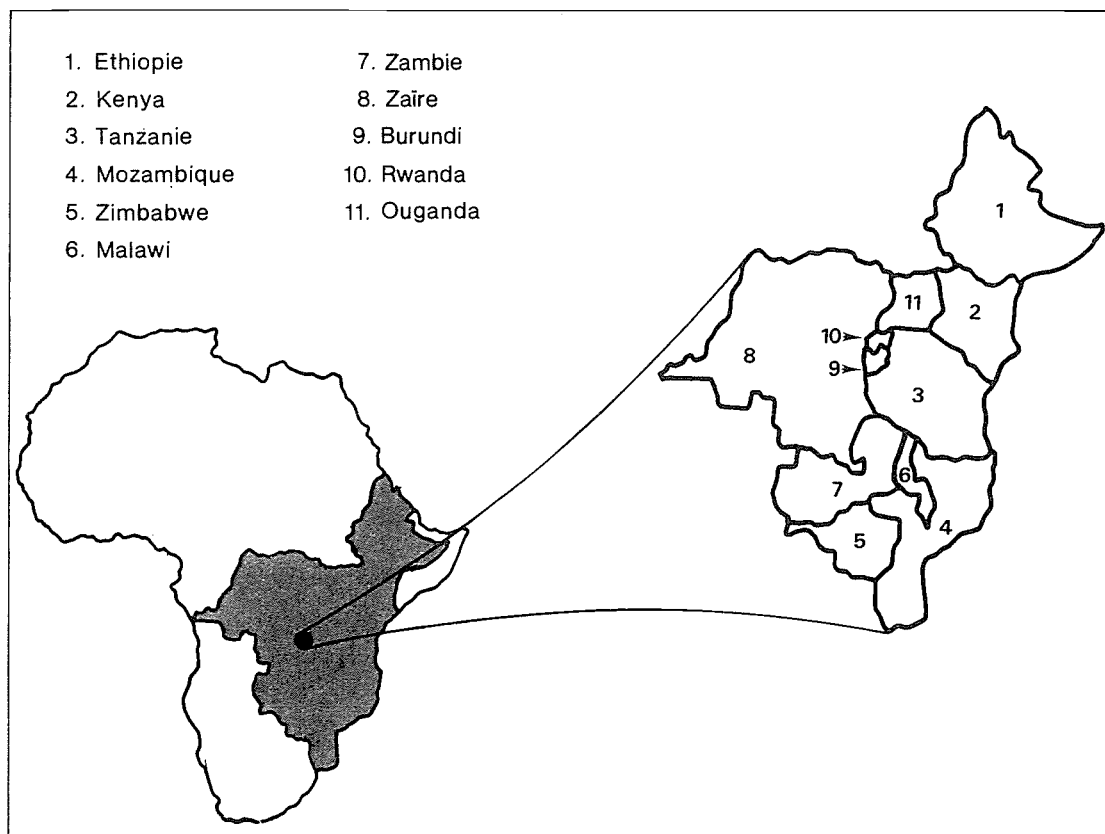 1. Ethiopie
2. Kenya
3. Tanzanie
4. Mozambique
5. Zimbabwe
6. Malawi
7. Zambie
8. Zaïre
9. Burundi
10. Rwanda
11. Ouganda
1
11
2
10
8
9
3
6
7
4
5